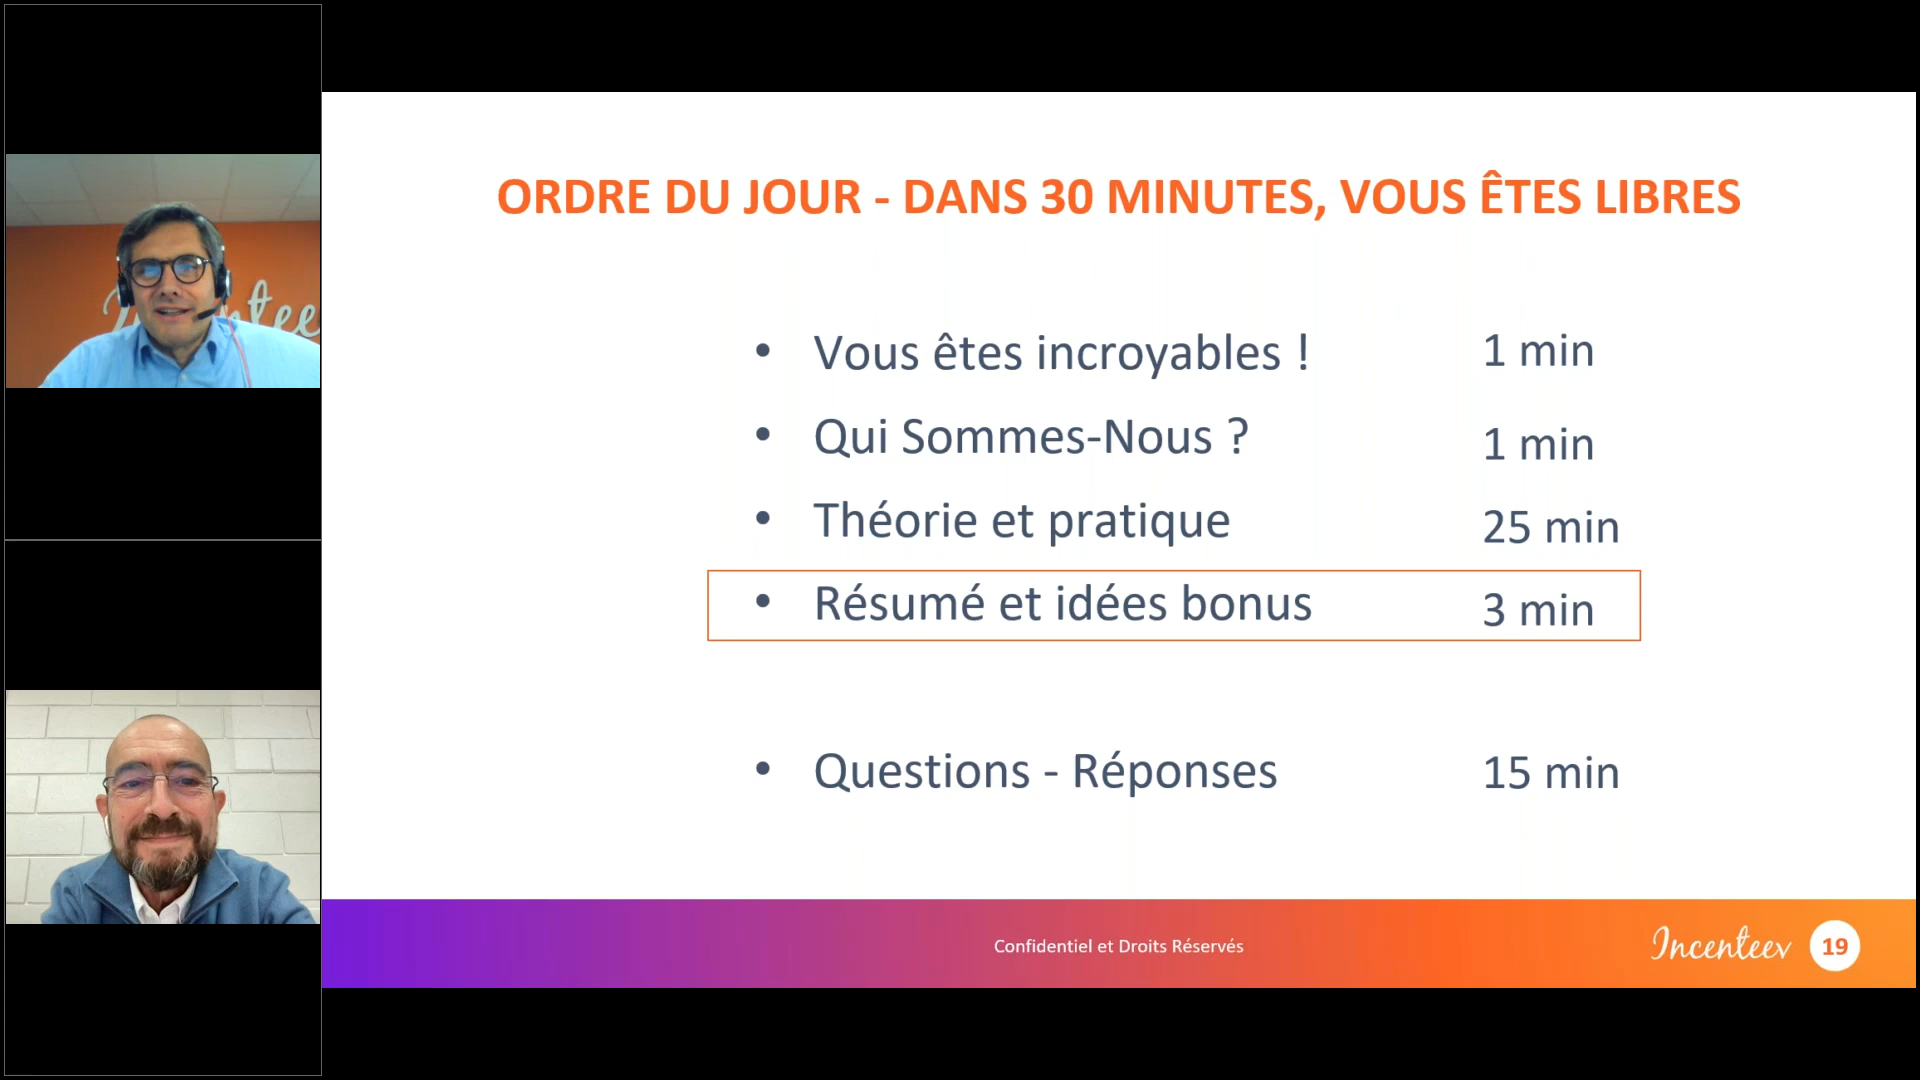 ORDRE DU JOUR - DANS 30 MINUTES, VOUS ÊTES LIBRES
• Vous êtes incroyables ! 1 min
• Qui Sommes-Nous ? 1 min
• Théorie et pratique 25 min
• Résumé et idées bonus 3 min
• Questions - Réponses 15 min
Confidentiel et Droits Réservés
Incenteev 19